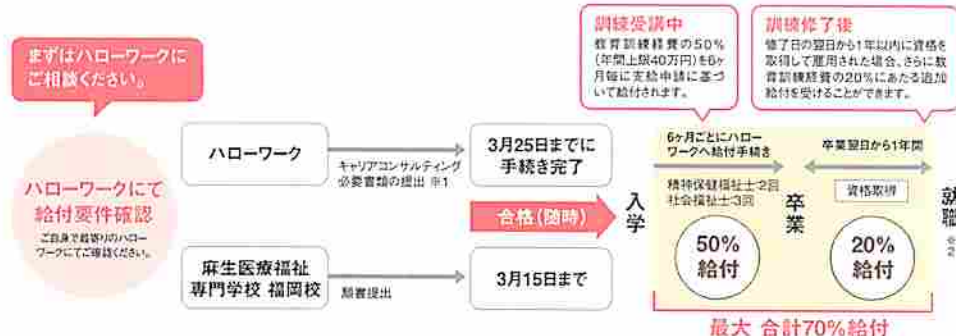 まずはハローワークに
ご相談ください。
ハローワークにて
給付要件確認
ご自身で最寄りのハロー
ワークにてご確認ください。
ハローワーク
キャリアコンサルティング
必要書類の提出 ※1
3月25日までに
手続き完了
合格(随時)
麻生医療福祉
専門学校 福岡校
願書提出
3月15日まで
入学
訓練受講中
教育訓練経費の50%
(年間上限40万円)を6ヶ
月毎に支給申請に基づ
いて給付されます。
6ヶ月ごとにハロー
ワークへ給付手続き
精神保健福祉士:2回
社会福祉士:3回
50%
給付
卒業
訓練修了後
修了日の翌日から1年以内に資格を
取得して雇用された場合、さらに教
育訓練経費の20%にあたる追加
給付を受けることができます。
卒業翌日から1年間
資格取得
20%
給付
就職
※2
最大 合計70%給付